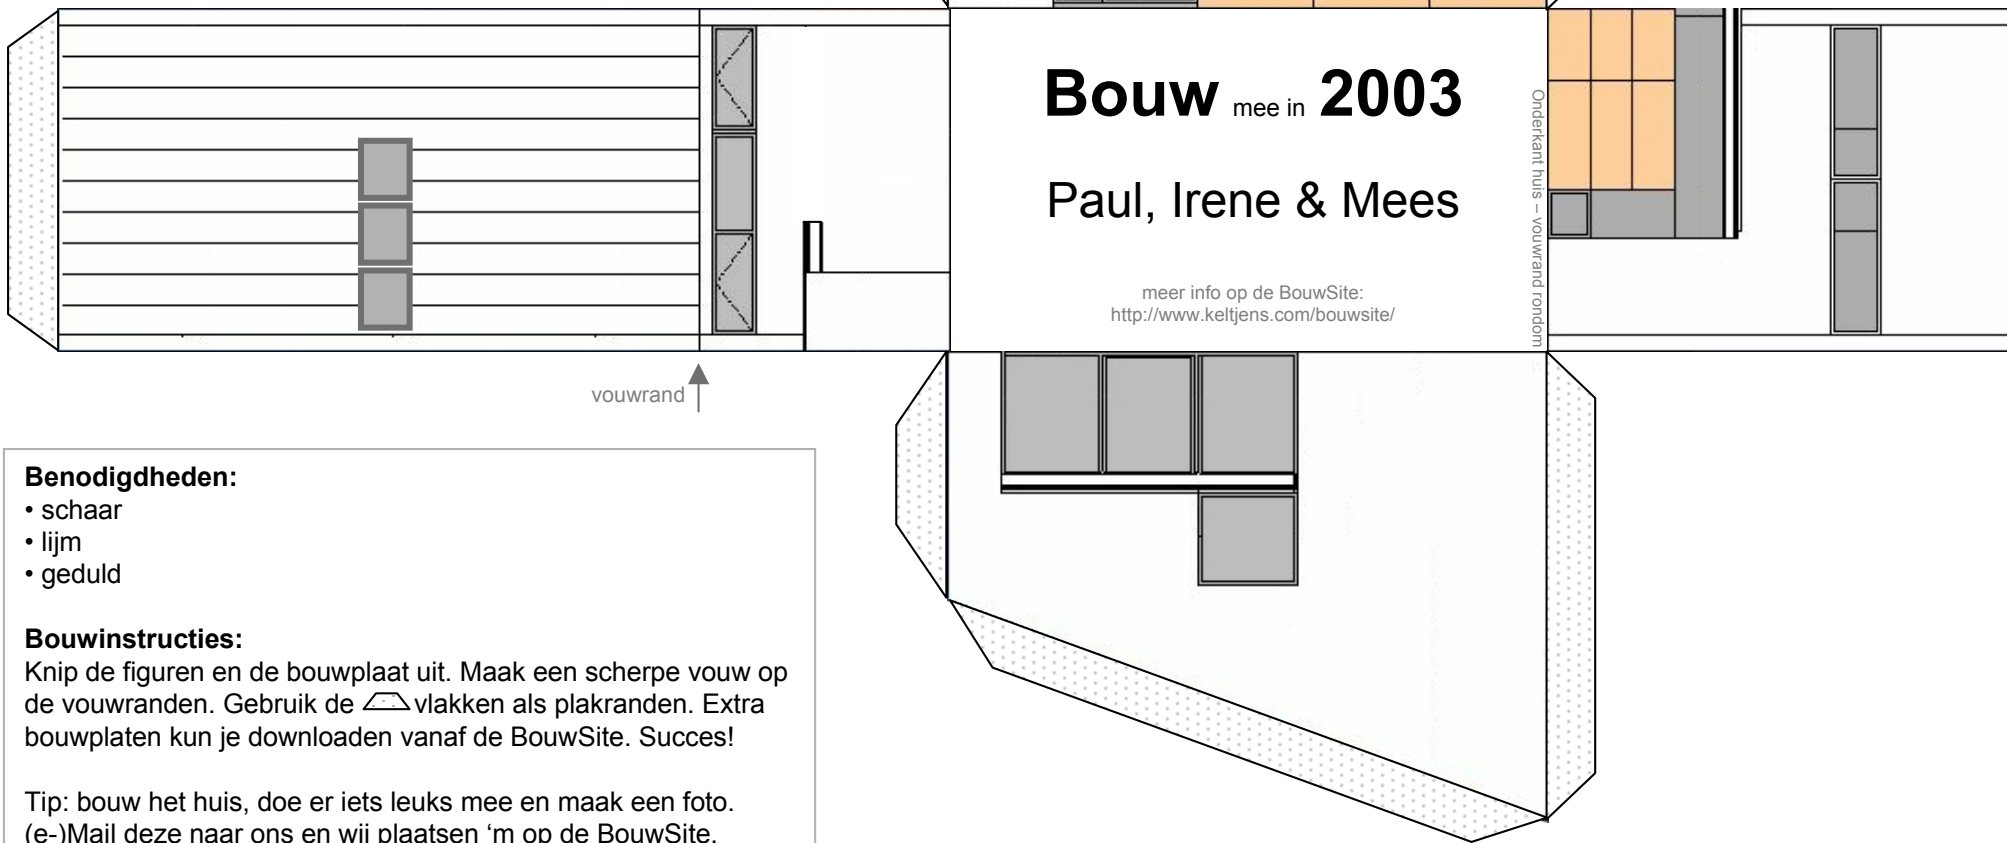 Bouw mee in 2003
Paul, Irene & Mees
meer info op de BouwSite:
http://www.keltjens.com/bouwsite/
Onderkant huis – vouwrand rondom
vouwrand
Benodigdheden:
• schaar
• lijm
• geduld
Bouwinstructies:
Knip de figuren en de bouwplaat uit. Maak een scherpe vouw op
de vouwranden. Gebruik de vlakken als plakranden. Extra
bouwplaten kun je downloaden vanaf de BouwSite. Succes!
Tip: bouw het huis, doe er iets leuks mee en maak een foto.
(e-)Mail deze naar ons en wij plaatsen ‘m op de BouwSite.